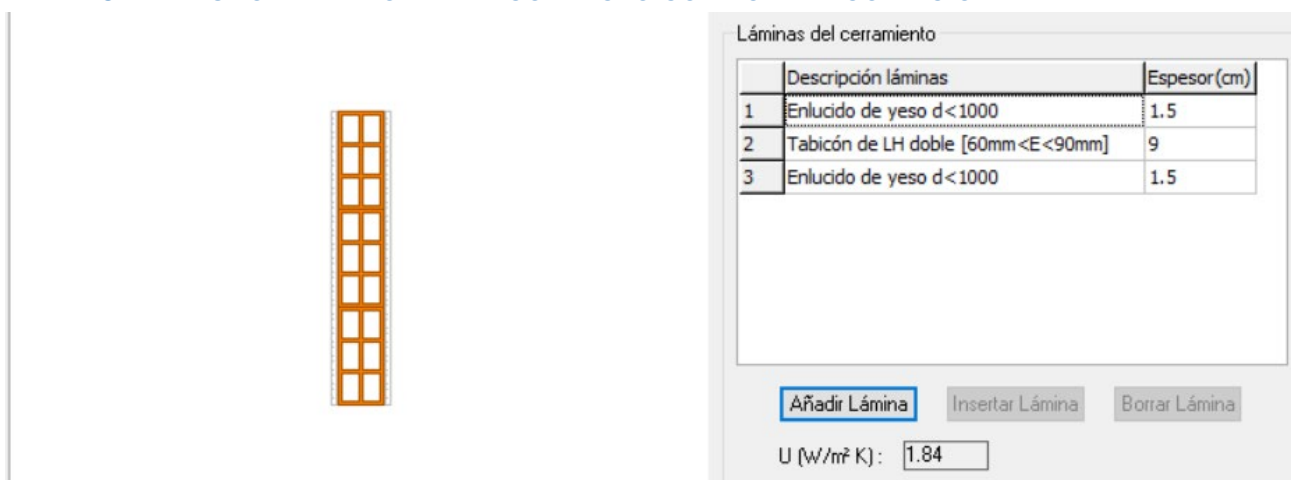 Láminas del cerramiento
Descripción láminas Espesor(cm)
1 Enlucido de yeso d<1000 1.5
2 Tabicón de LH doble [60mm<E<90mm] 9
3 Enlucido de yeso d<1000 1.5
Añadir Lámina Insertar Lámina Borrar Lámina
U (W/m² K) : 1.84